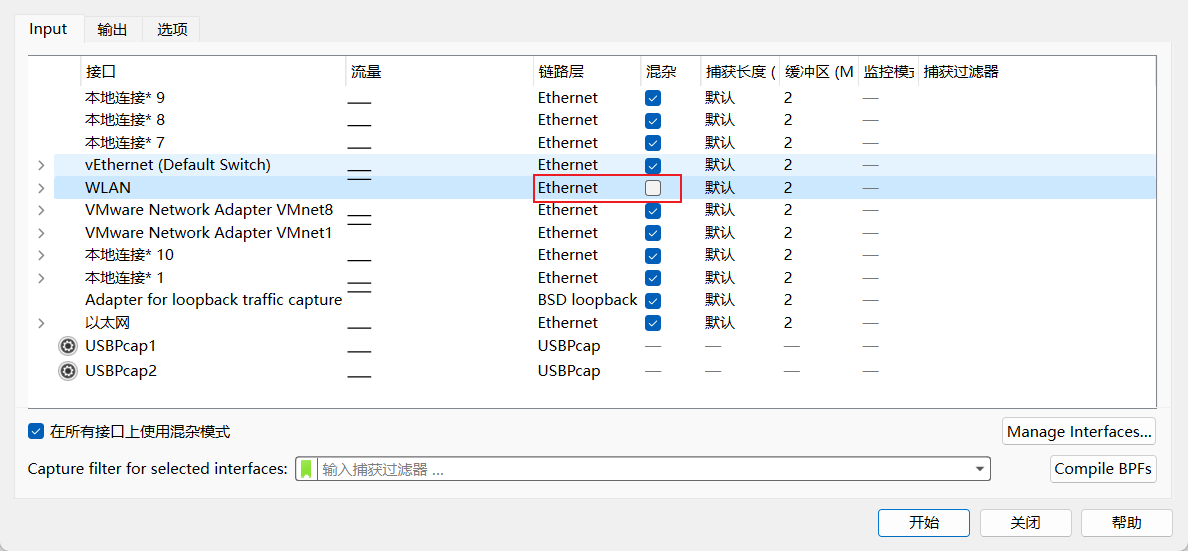 Input 输出 选项
接口 流量 链路层 混杂 捕获长度 ( 缓冲区 (M 监控模式 捕获过滤器
本地连接* 9 Ethernet 默认 2 —
本地连接* 8 Ethernet 默认 2 —
本地连接* 7 Ethernet 默认 2 —
vEthernet (Default Switch) Ethernet 默认 2 —
WLAN Ethernet 默认 2 —
VMware Network Adapter VMnet8 Ethernet 默认 2 —
VMware Network Adapter VMnet1 Ethernet 默认 2 —
本地连接* 10 Ethernet 默认 2 —
本地连接* 1 Ethernet 默认 2 —
Adapter for loopback traffic capture BSD loopback 默认 2 —
以太网 Ethernet 默认 2 —
USBPcap1 USBPcap — — — —
USBPcap2 USBPcap — — — —
在所有接口上使用混杂模式 Manage Interfaces...
Capture filter for selected interfaces: 输入捕获过滤器 ... Compile BPFs
开始 关闭 帮助